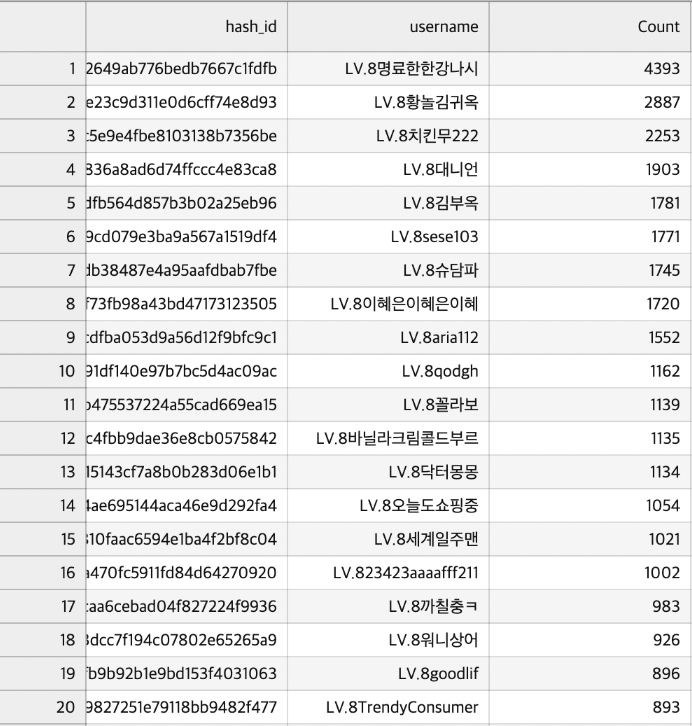 hash_id username Count
1 2649ab776bedb7667c1fdfb LV.8명료한한강나시 4393
2 e23c9d311e0d6cff74e8d93 LV.8황놀김귀옥 2887
3 c5e9e4fbe8103138b7356be LV.8치킨무222 2253
4 836a8ad6d74ffccc4e83ca8 LV.8대니언 1903
5 dfb564d857b3b02a25eb96 LV.8김부옥 1781
6 9cd079e3ba9a567a1519df4 LV.8sese103 1771
7 db38487e4a95aafdbab7fbe LV.8슈담파 1745
8 f73fb98a43bd47173123505 LV.8이혜은이혜은이혜 1720
9 cdfba053d9a56d12f9bfc9c1 LV.8aria112 1552
10 91df140e97b7bc5d4ac09ac LV.8qodgh 1162
11 b475537224a55cad669ea15 LV.8꼴라보 1139
12 c4fbb9dae36e8cb0575842 LV.8바닐라크림콜드부르 1135
13 15143cf7a8b0b283d06e1b1 LV.8닥터몽몽 1134
14 4ae695144aca46e9d292fa4 LV.8오늘도쇼핑중 1054
15 310faac6594e1ba4f2bf8c04 LV.8세계일주맨 1021
16 a470fc5911fd84d64270920 LV.823423aaaafff211 1002
17 caa6cebad04f827224f9936 LV.8까칠충ㅋ 983
18 3dcc7f194c07802e65265a9 LV.8워니상어 926
19 fb9b92b1e9bd153f4031063 LV.8goodlif 896
20 9827251e79118bb9482f477 LV.8TrendyConsumer 893